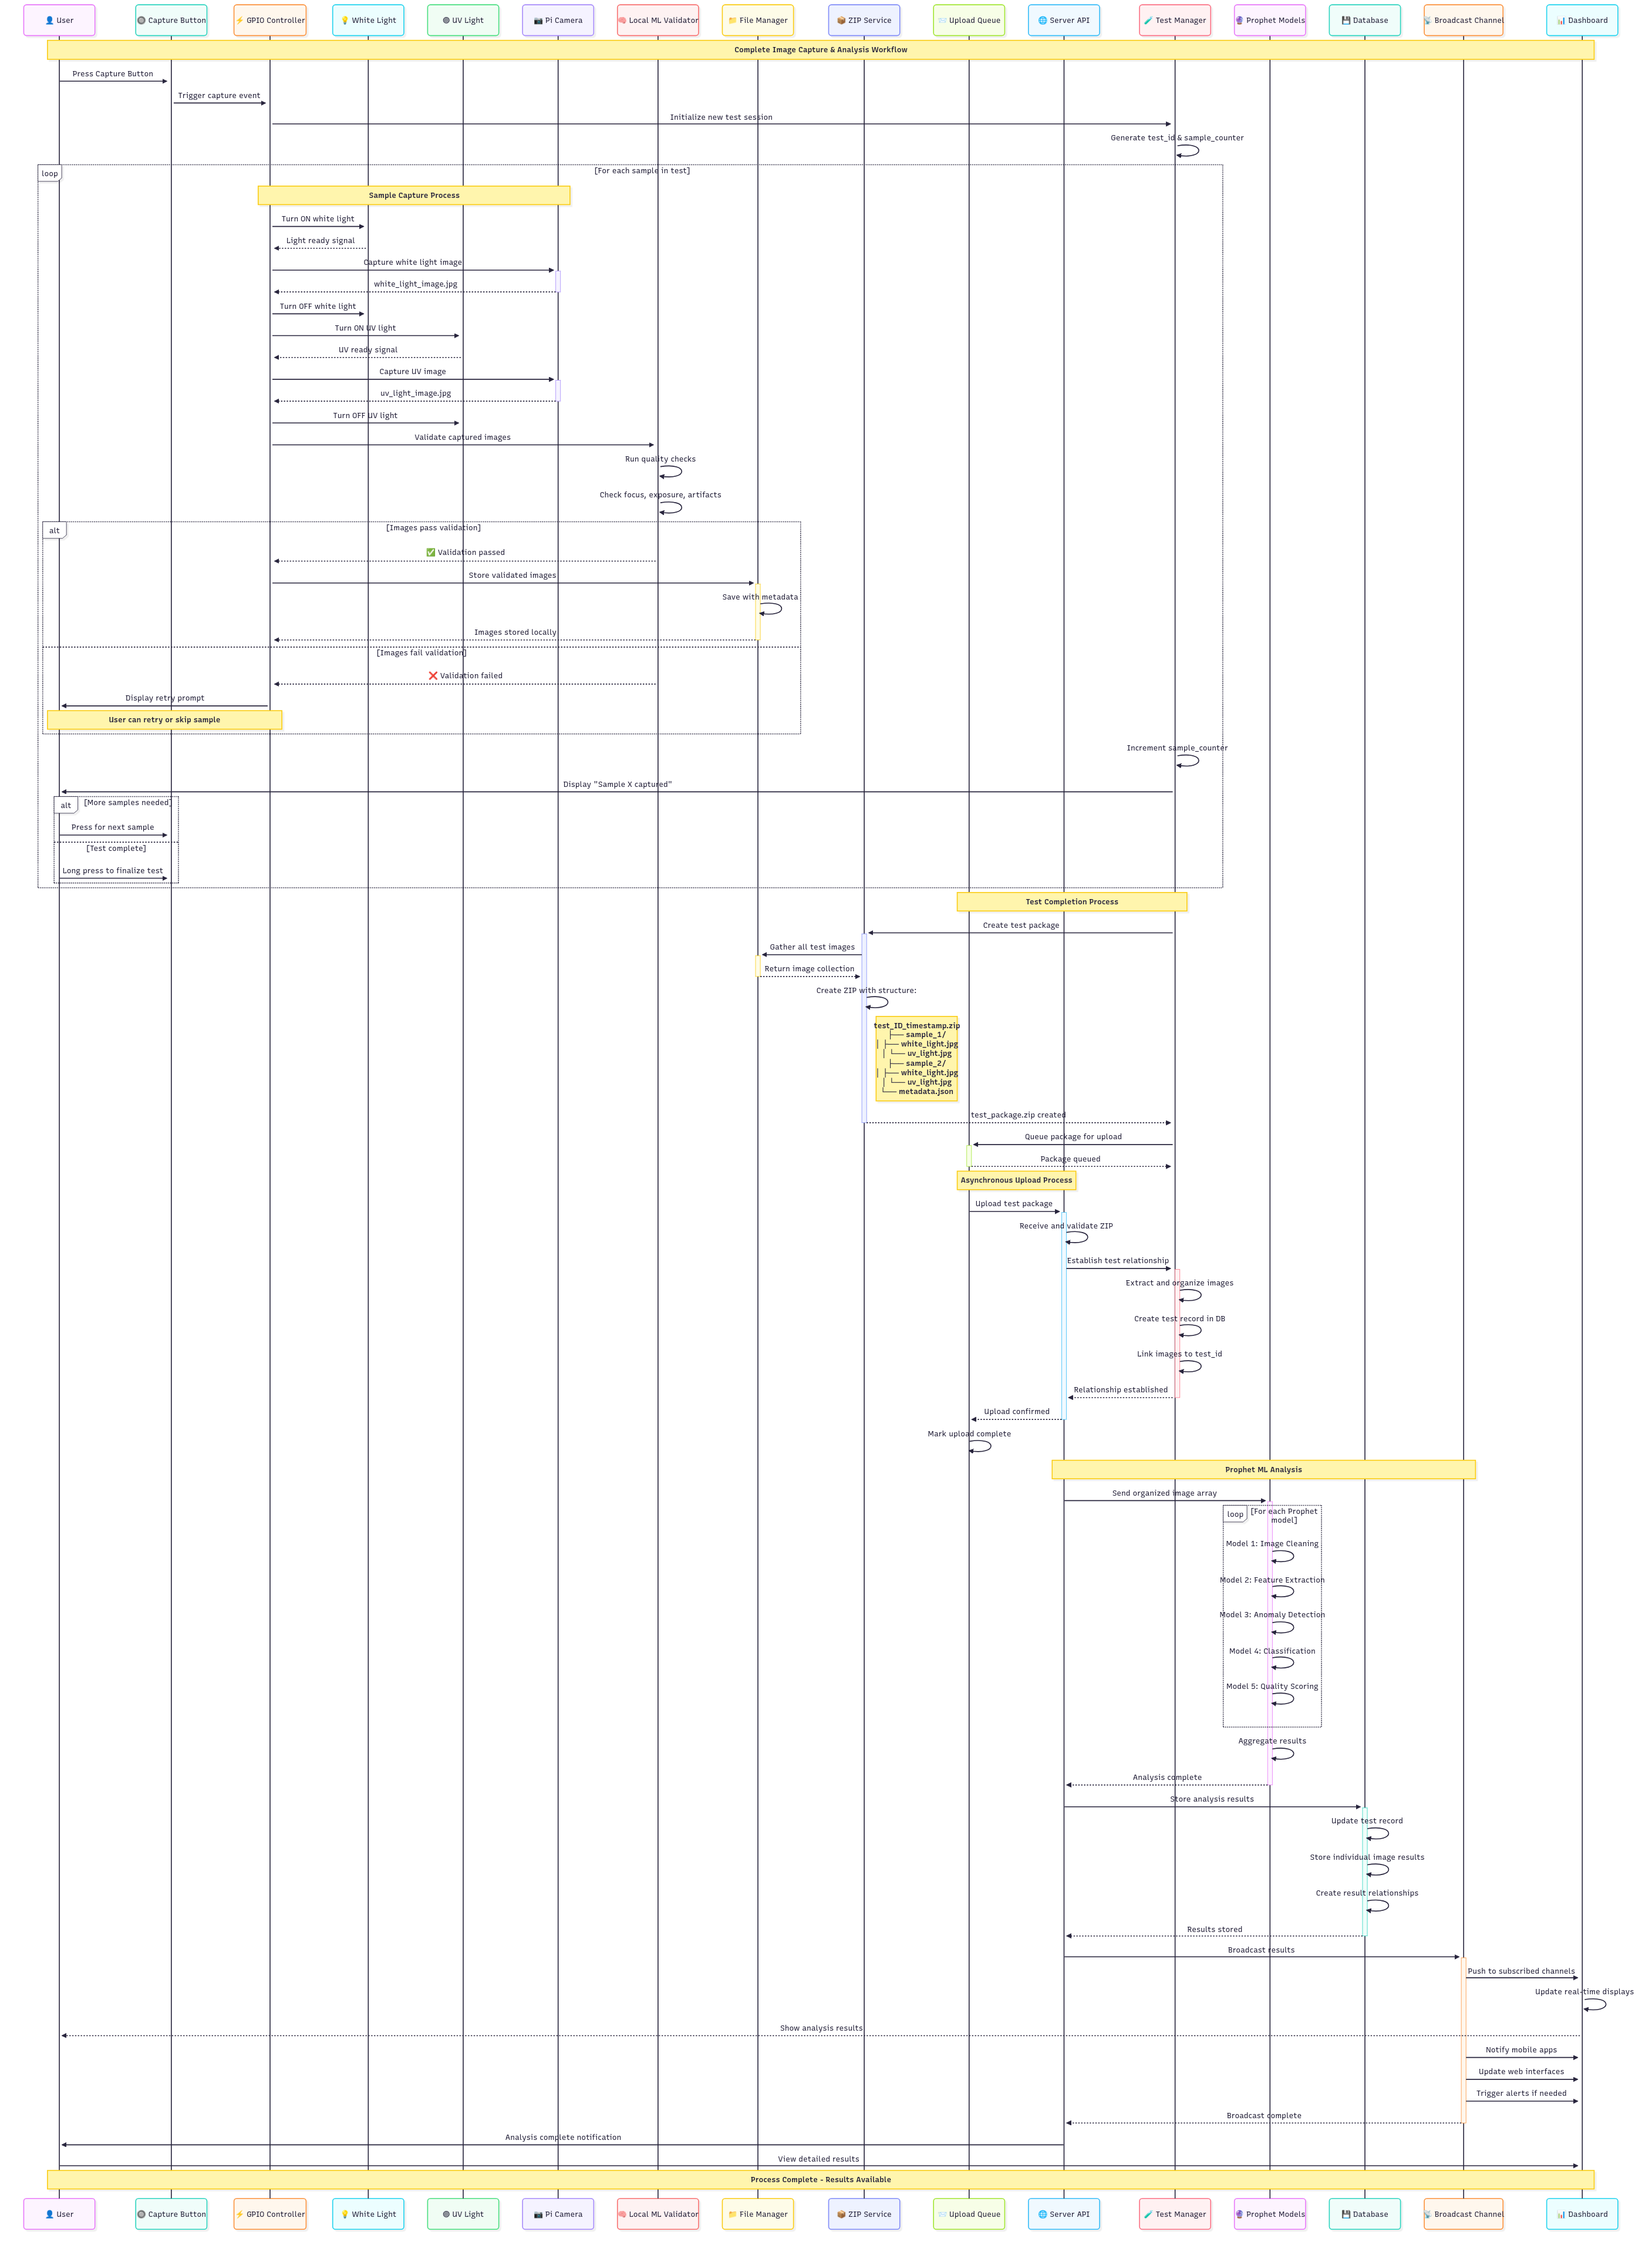 👤 User
🔘 Capture Button
⚡ GPIO Controller
💡 White Light
🟣 UV Light
📷 Pi Camera
🧠 Local ML Validator
📁 File Manager
📦 ZIP Service
📨 Upload Queue
🌐 Server API
🧪 Test Manager
🔮 Prophet Models
💾 Database
📡 Broadcast Channel
📊 Dashboard
Complete Image Capture & Analysis Workflow
Press Capture Button
Trigger capture event
Initialize new test session
Generate test_id & sample_counter
loop
[For each sample in test]
Sample Capture Process
Turn ON white light
Light ready signal
Capture white light image
white_light_image.jpg
Turn OFF white light
Turn ON UV light
UV ready signal
Capture UV image
uv_light_image.jpg
Turn OFF UV light
Validate captured images
Run quality checks
Check focus, exposure, artifacts
alt
[Images pass validation]
✅ Validation passed
Store validated images
Save with metadata
Images stored locally
[Images fail validation]
❌ Validation failed
Display retry prompt
User can retry or skip sample
Increment sample_counter
Display "Sample X captured"
alt
[More samples needed]
Press for next sample
[Test complete]
Long press to finalize test
Test Completion Process
Create test package
Gather all test images
Return image collection
Create ZIP with structure:
test_ID_timestamp.zip
├── sample_1/
│ ├── white_light.jpg
│ └── uv_light.jpg
├── sample_2/
│ ├── white_light.jpg
│ └── uv_light.jpg
└── metadata.json
test_package.zip created
Queue package for upload
Package queued
Asynchronous Upload Process
Upload test package
Receive and validate ZIP
Establish test relationship
Extract and organize images
Create test record in DB
Link images to test_id
Relationship established
Upload confirmed
Mark upload complete
Prophet ML Analysis
Send organized image array
loop
[For each Prophet
model]
Model 1: Image Cleaning
Model 2: Feature Extraction
Model 3: Anomaly Detection
Model 4: Classification
Model 5: Quality Scoring
Aggregate results
Analysis complete
Store analysis results
Update test record
Store individual image results
Create result relationships
Results stored
Broadcast results
Push to subscribed channels
Update real-time displays
Show analysis results
Notify mobile apps
Update web interfaces
Trigger alerts if needed
Broadcast complete
Analysis complete notification
View detailed results
Process Complete - Results Available
👤 User
🔘 Capture Button
⚡ GPIO Controller
💡 White Light
🟣 UV Light
📷 Pi Camera
🧠 Local ML Validator
📁 File Manager
📦 ZIP Service
📨 Upload Queue
🌐 Server API
🧪 Test Manager
🔮 Prophet Models
💾 Database
📡 Broadcast Channel
📊 Dashboard